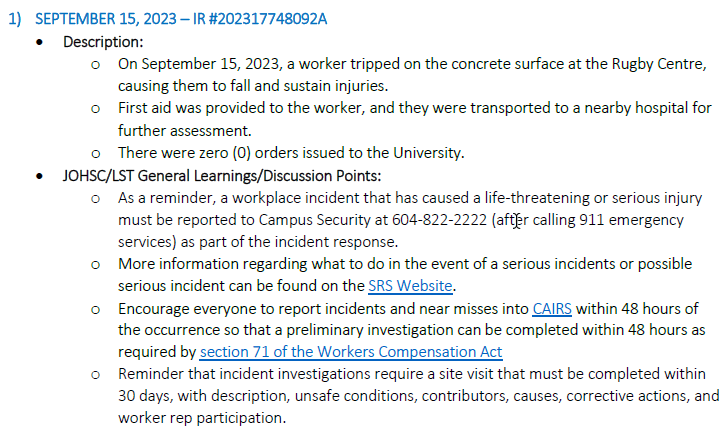 1) SEPTEMBER 15, 2023 – IR #202317748092A
• Description:
o On September 15, 2023, a worker tripped on the concrete surface at the Rugby Centre,
causing them to fall and sustain injuries.
o First aid was provided to the worker, and they were transported to a nearby hospital for
further assessment.
o There were zero (0) orders issued to the University.
• JOHSC/LST General Learnings/Discussion Points:
o As a reminder, a workplace incident that has caused a life-threatening or serious injury
must be reported to Campus Security at 604-822-2222 (after calling 911 emergency
services) as part of the incident response.
o More information regarding what to do in the event of a serious incidents or possible
serious incident can be found on the SRS Website.
o Encourage everyone to report incidents and near misses into CAIRS within 48 hours of
the occurrence so that a preliminary investigation can be completed within 48 hours as
required by section 71 of the Workers Compensation Act
o Reminder that incident investigations require a site visit that must be completed within
30 days, with description, unsafe conditions, contributors, causes, corrective actions, and
worker rep participation.